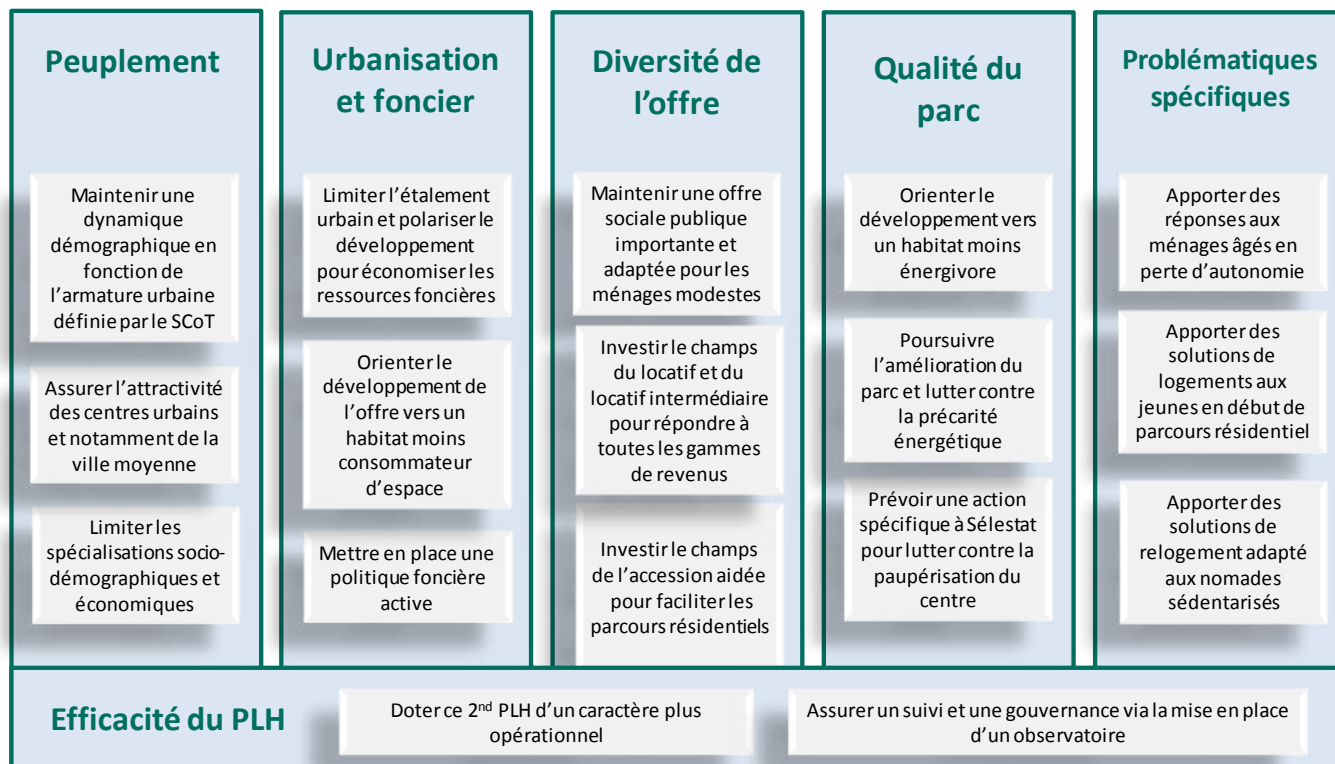 Peuplement
Maintenir une
dynamique
démographique en
fonction de
l'armature urbaine
définie par le SCoT
Assurer l'attractivité
des centres urbains
et notamment de la
ville moyenne
Limiter les
spécialisations socio-
démographiques et
économiques
Urbanisation
et foncier
Limiter l'étalement
urbain et polariser le
développement
pour économiser les
ressources foncières
Orienter le
développement de
l'offre vers un
habitat moins
consommateur
d'espace
Mettre en place une
politique foncière
active
Diversité de
l'offre
Maintenir une offre
sociale publique
importante et
adaptée pour les
ménages modestes
Investir le champs
du locatif et du
locatif intermédiaire
pour répondre à
toutes les gammes
de revenus
Investir le champs
de l'accession aidée
pour faciliter les
parcours résidentiels
Qualité du
parc
Orienter le
développement vers
un habitat moins
énergivore
Poursuivre
l'amélioration du
parc et lutter contre
la précarité
énergétique
Prévoir une action
spécifique à Sélestat
pour lutter contre la
paupérisation du
centre
Problématiques
spécifiques
Apporter des
réponses aux
ménages âgés en
perte d'autonomie
Apporter des
solutions de
logements aux
jeunes en début de
parcours résidentiel
Apporter des
solutions de
relogement adapté
aux nomades
sédentarisés
Efficacité du PLH
Doter ce 2nd PLH d'un caractère plus
opérationnel
Assurer un suivi et une gouvernance via la mise en place
d'un observatoire